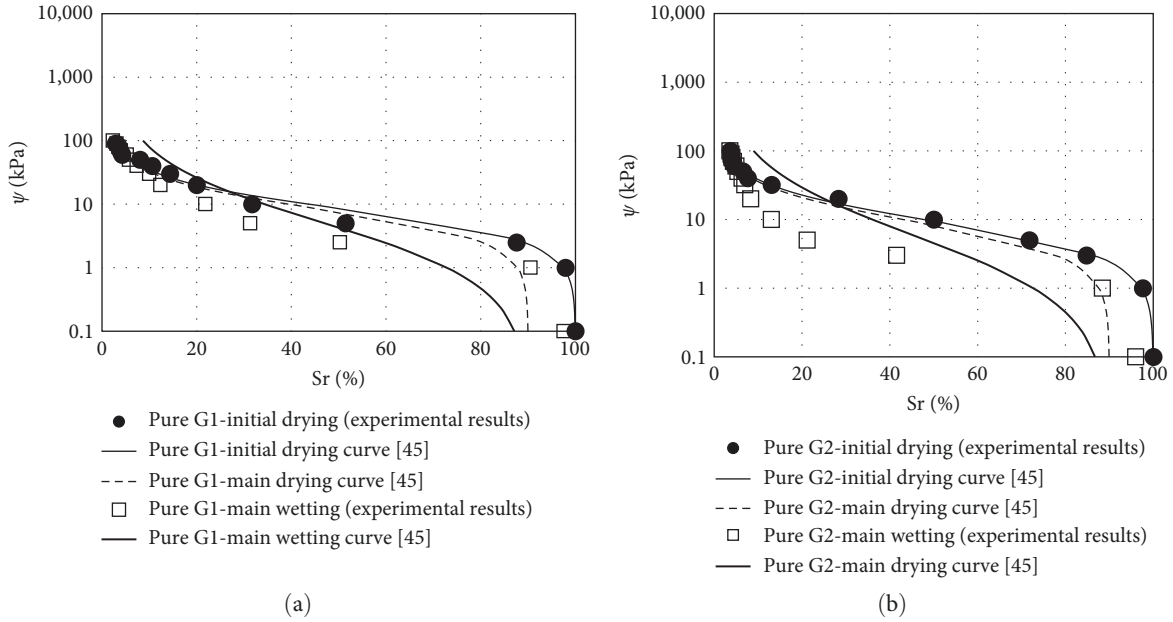 10,000
1,000
100
10
1
0.1
ψ (kPa)
0 20 40 60 80 100
Sr (%)
Pure G1-initial drying (experimental results)
Pure G1-initial drying curve [45]
Pure G1-main drying curve [45]
Pure G1-main wetting (experimental results)
Pure G1-main wetting curve [45]
(a)
10,000
1,000
100
10
1
0.1
ψ (kPa)
0 20 40 60 80 100
Sr (%)
Pure G2-initial drying (experimental results)
Pure G2-initial drying curve [45]
Pure G2-main drying curve [45]
Pure G2-main wetting (experimental results)
Pure G2-main drying curve [45]
(b)